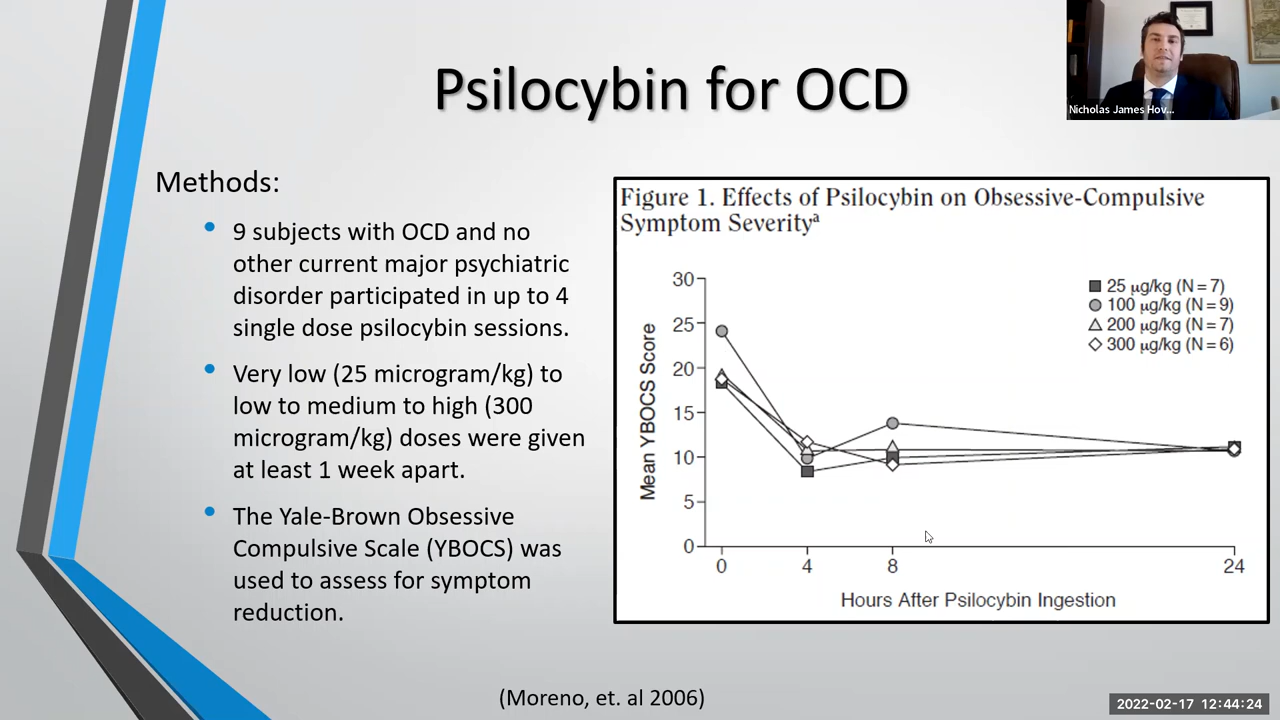 Psilocybin for OCD
Nicholas James Hov...
Methods:
• 9 subjects with OCD and no
other current major psychiatric
disorder participated in up to 4
single dose psilocybin sessions.
• Very low (25 microgram/kg) to
low to medium to high (300
microgram/kg) doses were given
at least 1 week apart.
• The Yale-Brown Obsessive
Compulsive Scale (YBOCS) was
used to assess for symptom
reduction.
Figure 1. Effects of Psilocybin on Obsessive-Compulsive
Symptom Severityᵃ
25 µg/kg (N = 7)
100 µg/kg (N = 9)
200 µg/kg (N = 7)
300 µg/kg (N = 6)
Mean YBOCS Score
30
25
20
15
10
5
0
0 4 8 24
Hours After Psilocybin Ingestion
(Moreno, et. al 2006)
2022-02-17 12:44:24